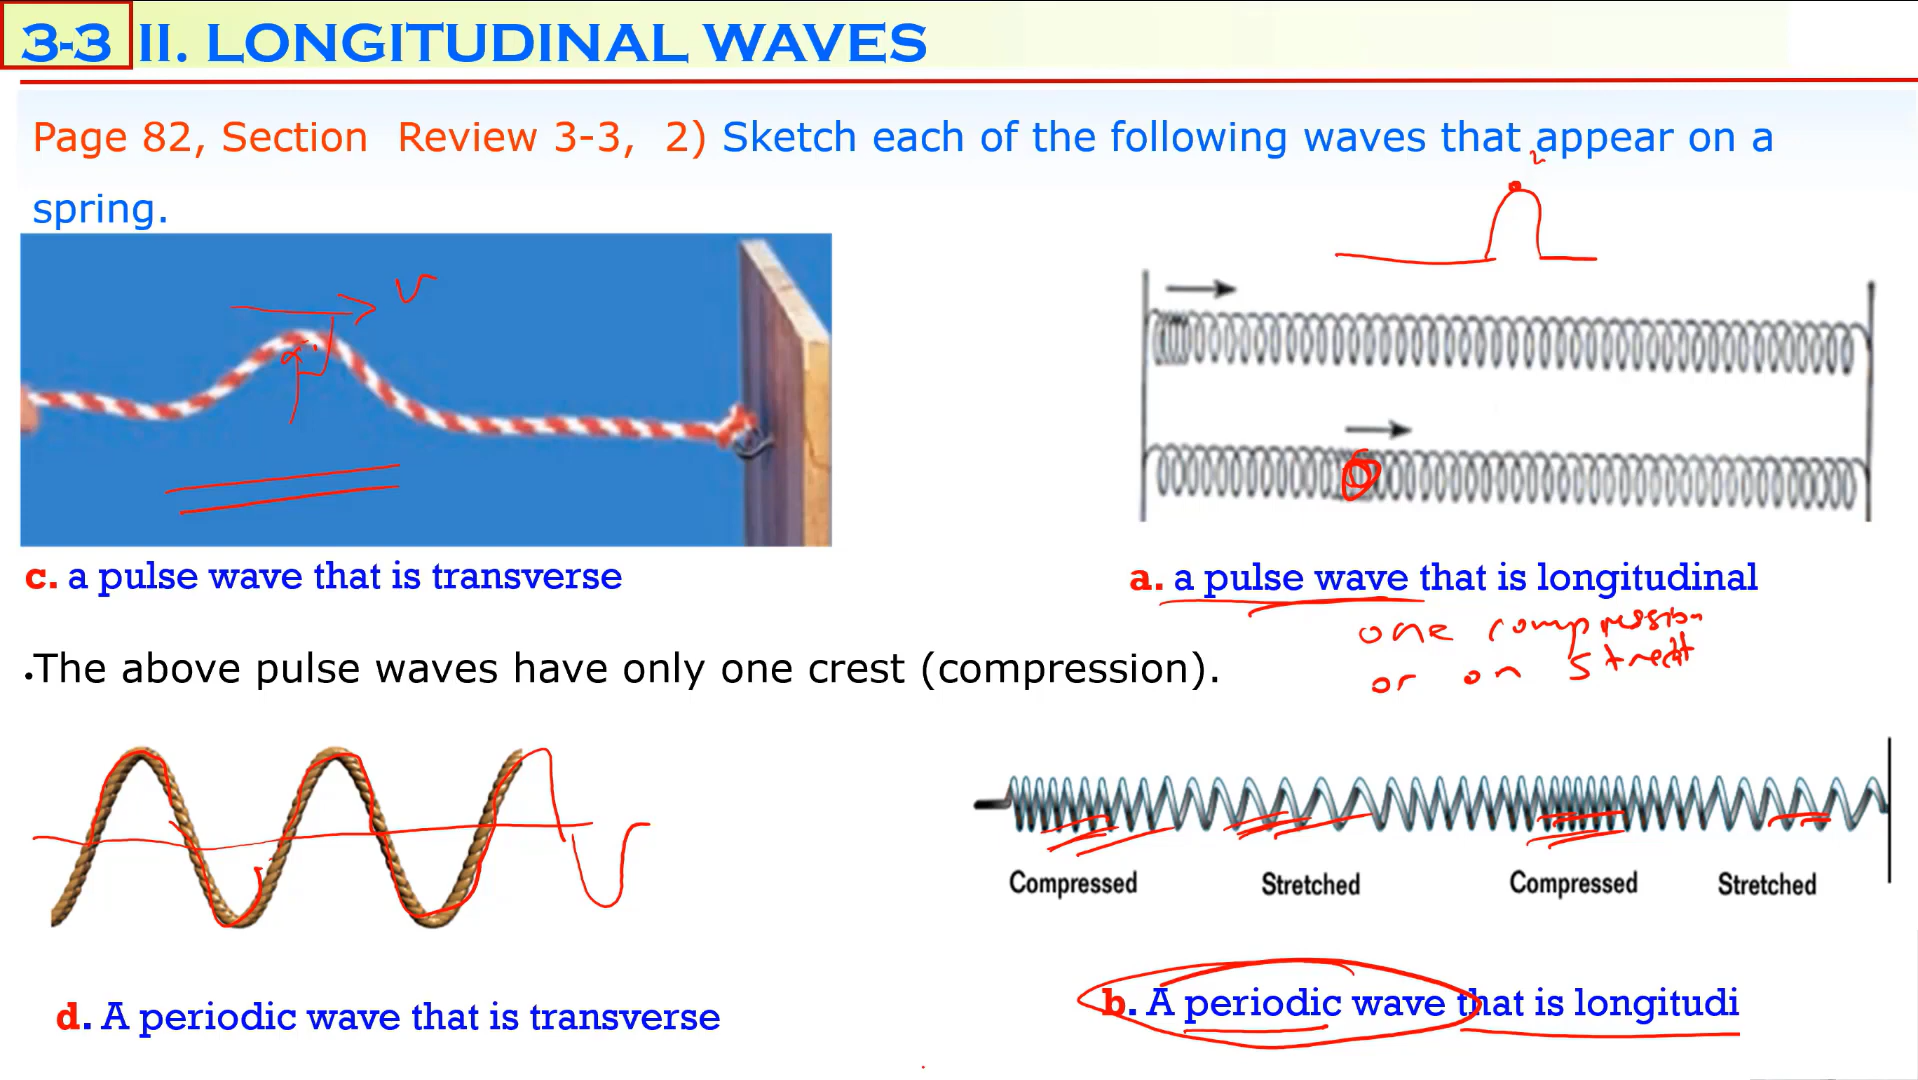 3-3 II. LONGITUDINAL WAVES
Page 82, Section Review 3-3, 2) Sketch each of the following waves that appear on a
spring.
v
c. a pulse wave that is transverse
a. a pulse wave that is longitudinal
one compression
or on stretch
.The above pulse waves have only one crest (compression).
Compressed Stretched Compressed Stretched
d. A periodic wave that is transverse
b. A periodic wave that is longitudi